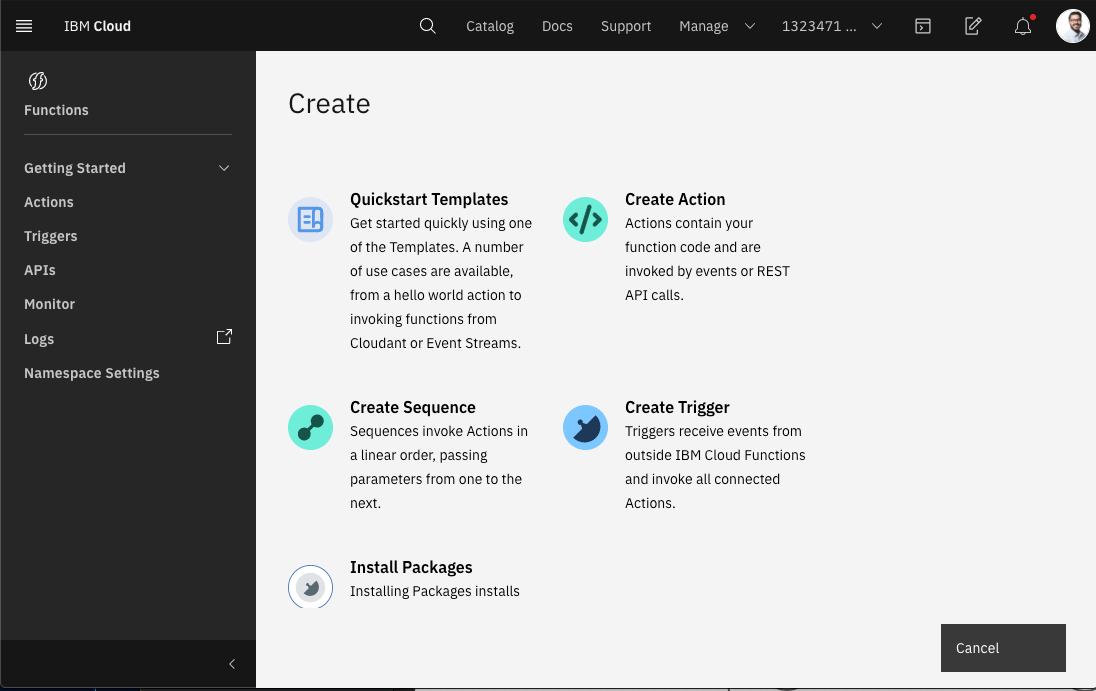 IBM Cloud
Catalog
Docs
Support
Manage
1323471 ...
Functions
Getting Started
Actions
Triggers
APIs
Monitor
Logs
Namespace Settings
Create
Quickstart Templates
Get started quickly using one
of the Templates. A number
of use cases are available,
from a hello world action to
invoking functions from
Cloudant or Event Streams.
Create Action
Actions contain your
function code and are
invoked by events or REST
API calls.
Create Sequence
Sequences invoke Actions in
a linear order, passing
parameters from one to the
next.
Create Trigger
Triggers receive events from
outside IBM Cloud Functions
and invoke all connected
Actions.
Install Packages
Installing Packages installs
Cancel